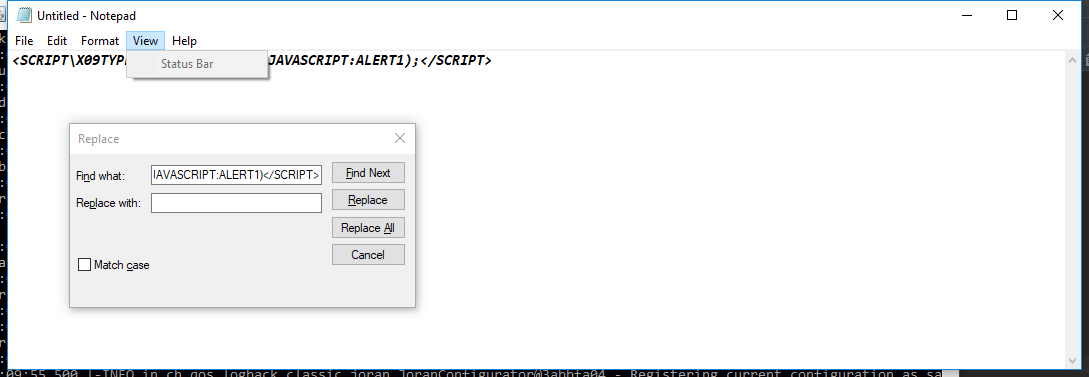 Untitled - Notepad
File Edit Format View Help
<SCRIPT\X09TYP JAVASCRIPT:ALERT1);</SCRIPT>
Status Bar
Replace
Find what: JAVASCRIPT:ALERT1)</SCRIPT> Find Next
Replace with: Replace
Replace All
Cancel
Match case
:09:55,500 |-INFO in ch.qos.logback.classic.joran.JoranConfigurator@3abbfa04 - Registering current configuration as sa